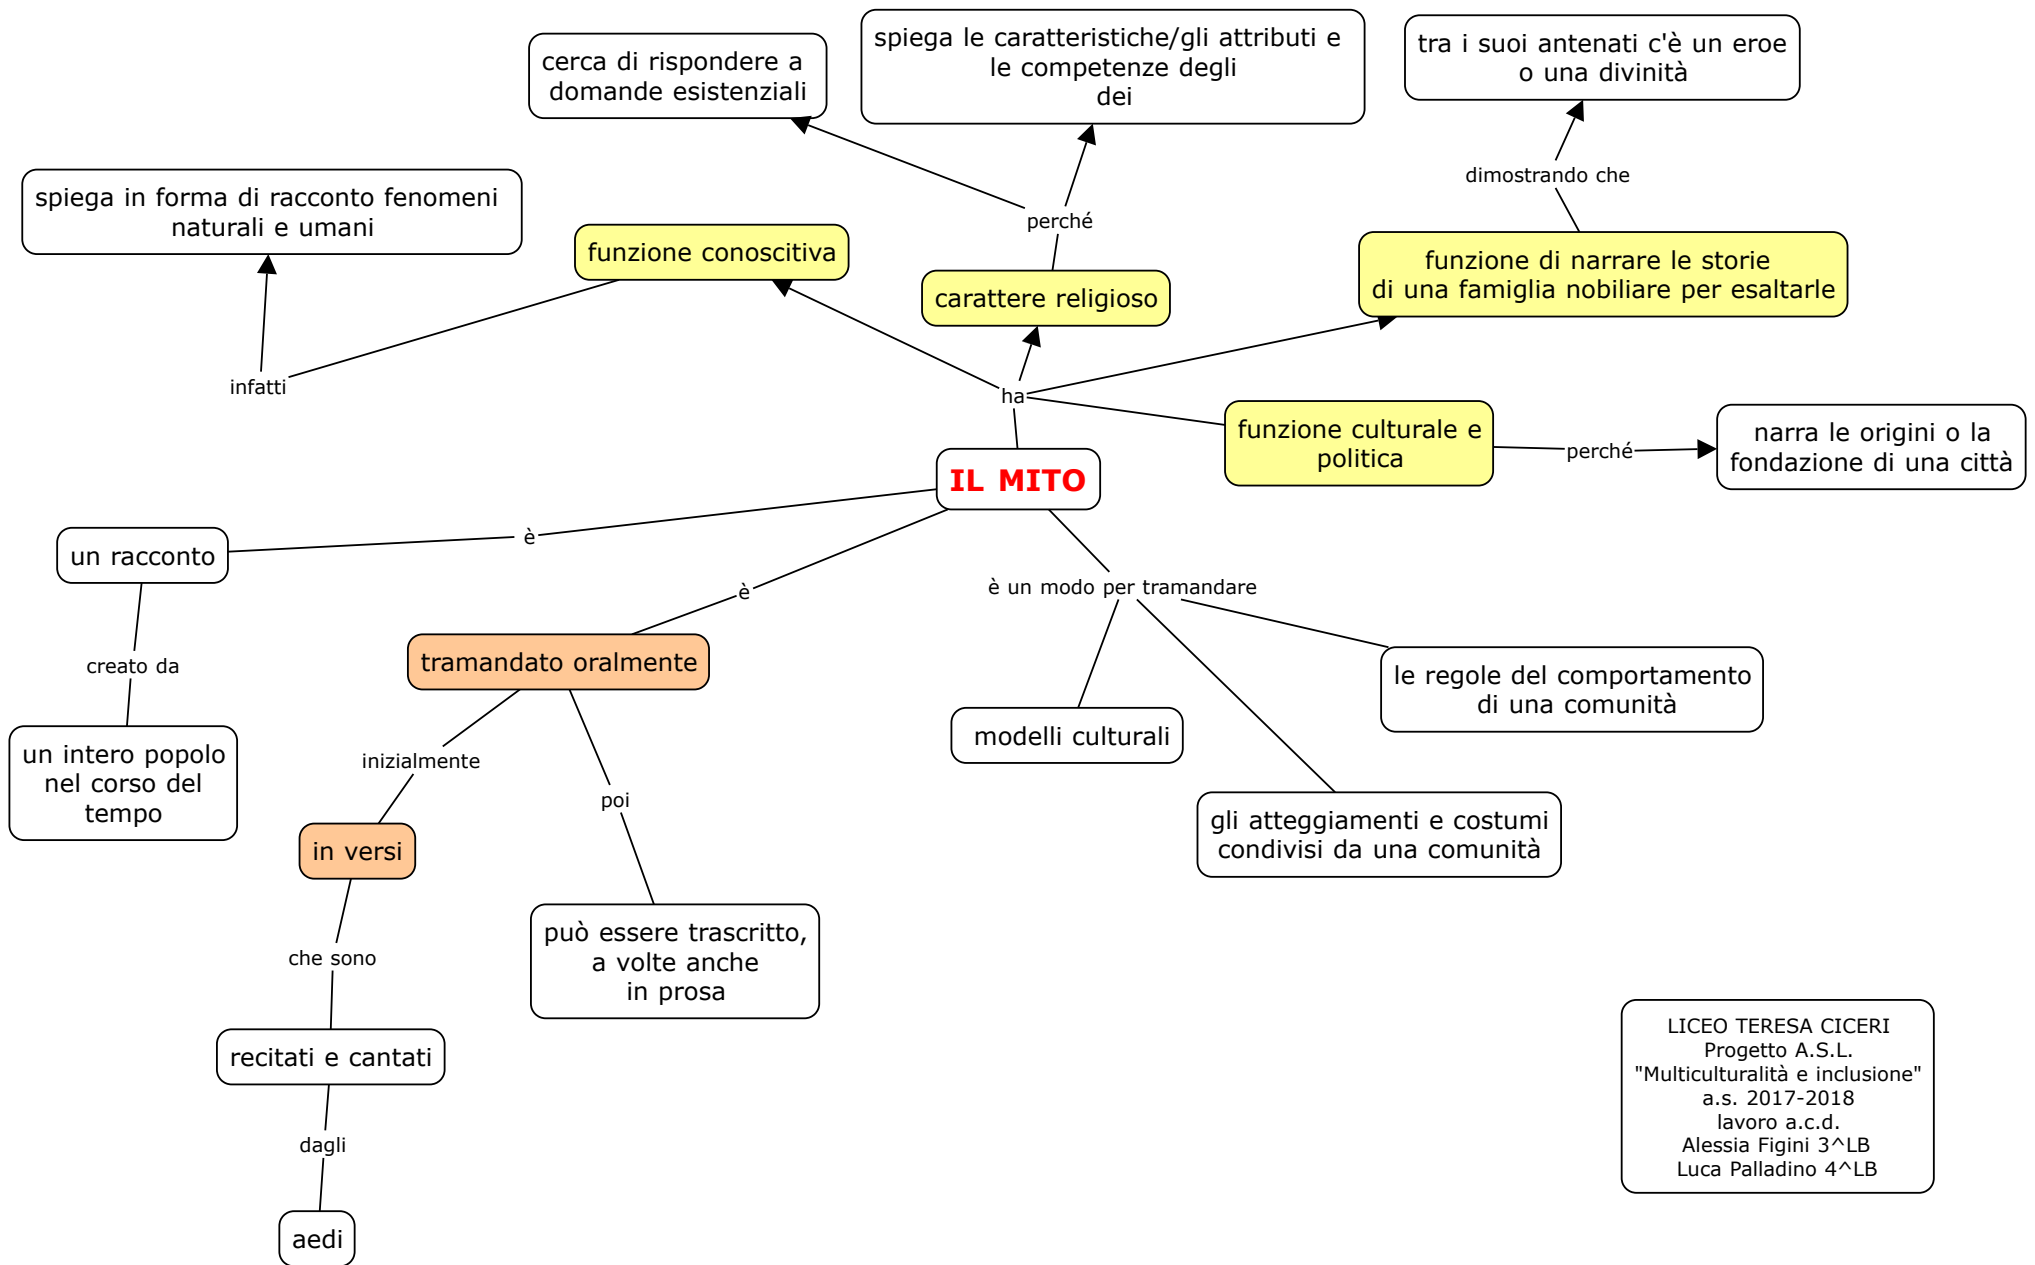 spiega le caratteristiche/gli attributi e
le competenze degli
dei
tra i suoi antenati c'è un eroe
o una divinità
cerca di rispondere a
domande esistenziali
dimostrando che
spiega in forma di racconto fenomeni
naturali e umani
perché
funzione conoscitiva
funzione di narrare le storie
di una famiglia nobiliare per esaltarle
carattere religioso
infatti
ha
funzione culturale e
politica
perché
narra le origini o la
fondazione di una città
IL MITO
è
un racconto
è
è un modo per tramandare
creato da
tramandato oralmente
le regole del comportamento
di una comunità
modelli culturali
un intero popolo
nel corso del
tempo
inizialmente
poi
gli atteggiamenti e costumi
condivisi da una comunità
in versi
può essere trascritto,
a volte anche
in prosa
che sono
recitati e cantati
dagli
aedi
LICEO TERESA CICERI
Progetto A.S.L.
"Multiculturalità e inclusione"
a.s. 2017-2018
lavoro a.c.d.
Alessia Figini 3^LB
Luca Palladino 4^LB